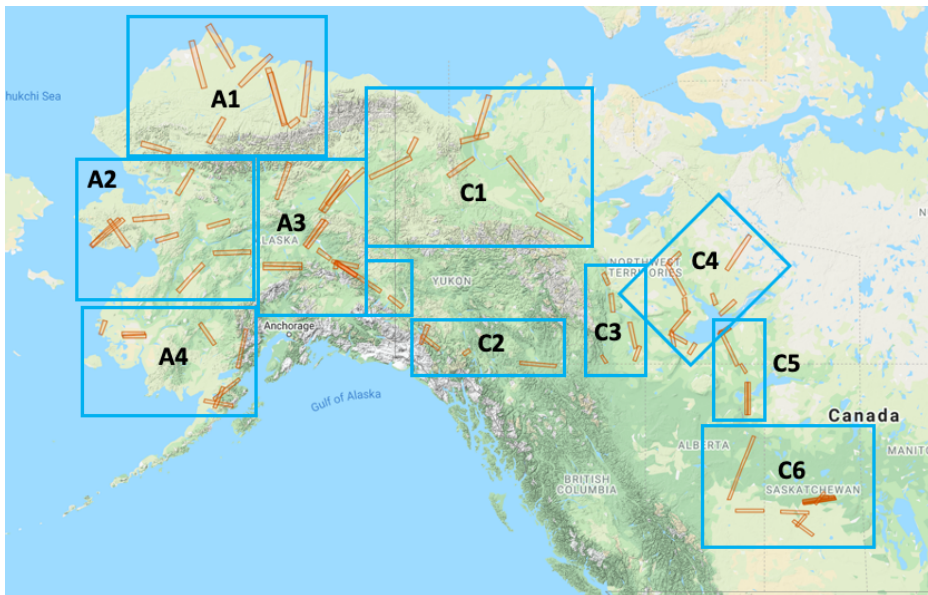 A1
hukchi Sea
A2
C1
A3
ALASKA
C4
NORTHWEST
TERRITORIES
YUKON
Anchorage
C2
C3
A4
C5
Gulf of Alaska
Canada
ALBERTA
MANITO
C6
BRITISH
COLUMBIA
SASKATCHEWAN